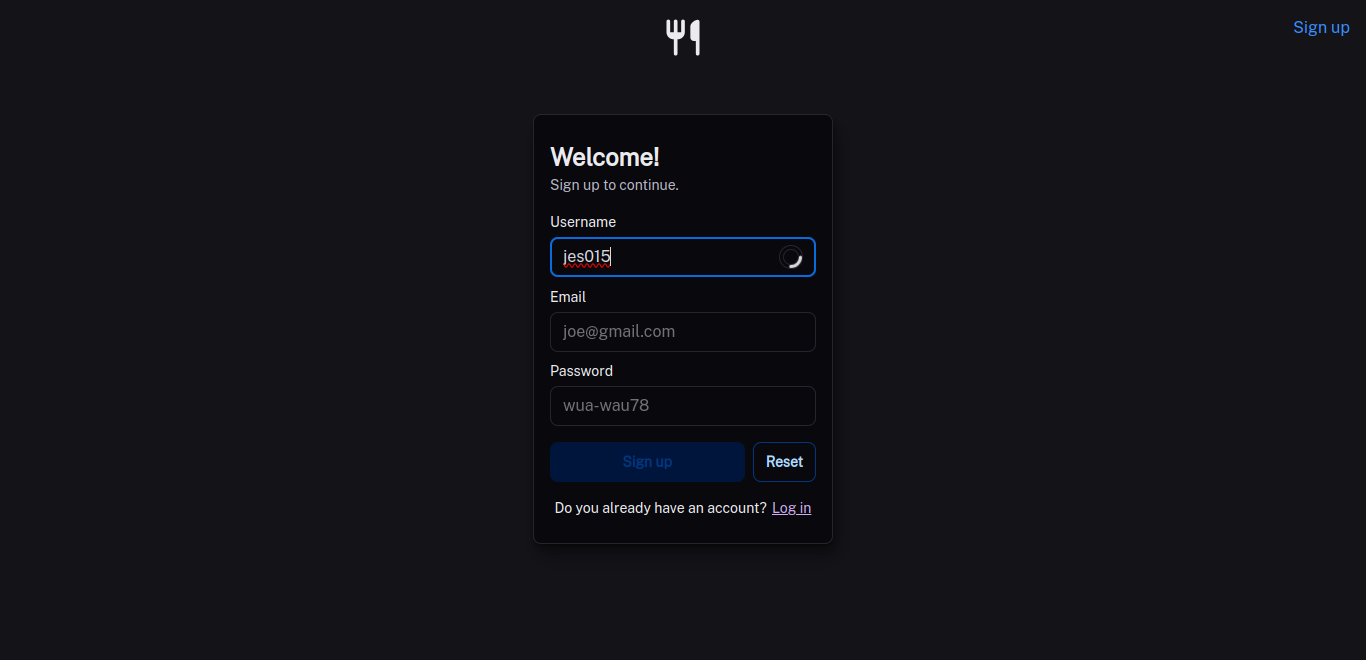 Sign up
Welcome!
Sign up to continue.
Username
jes015
Email
joe@gmail.com
Password
wua-wau78
Sign up
Reset
Do you already have an account? Log in